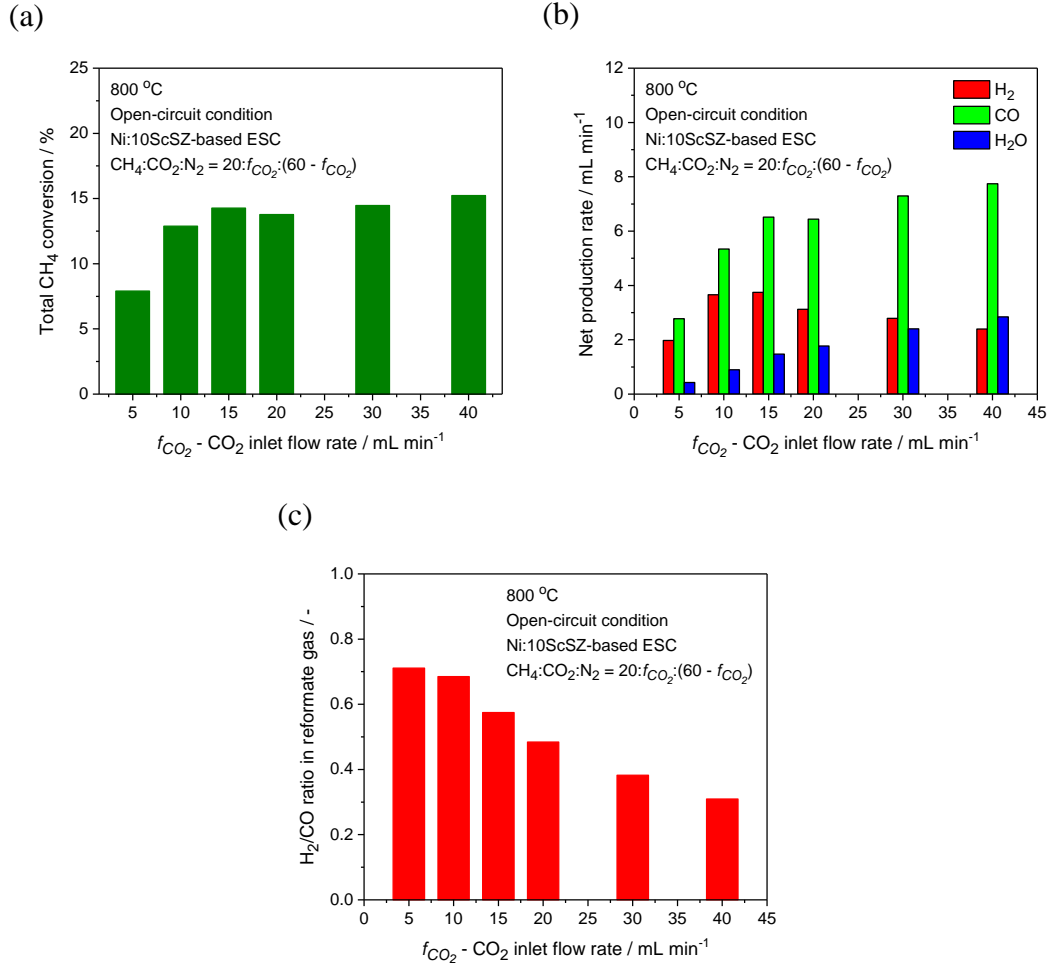 (a)
25
20
15
10
5
0
Total CH4 conversion / %
800 °C
Open-circuit condition
Ni:10ScSZ-based ESC
CH4:CO2:N2 = 20:fCO2:(60 - fCO2)
5 10 15 20 25 30 35 40
fCO2 - CO2 inlet flow rate / mL min-1
(b)
12
10
8
6
4
2
0
Net production rate / mL min-1
800 °C
Open-circuit condition
Ni:10ScSZ-based ESC
CH4:CO2:N2 = 20:fCO2:(60 - fCO2)
H2
CO
H2O
0 5 10 15 20 25 30 35 40 45
fCO2 - CO2 inlet flow rate / mL min-1
(c)
1.0
0.8
0.6
0.4
0.2
0.0
H2/CO ratio in reformate gas / -
800 °C
Open-circuit condition
Ni:10ScSZ-based ESC
CH4:CO2:N2 = 20:fCO2:(60 - fCO2)
0 5 10 15 20 25 30 35 40 45
fCO2 - CO2 inlet flow rate / mL min-1